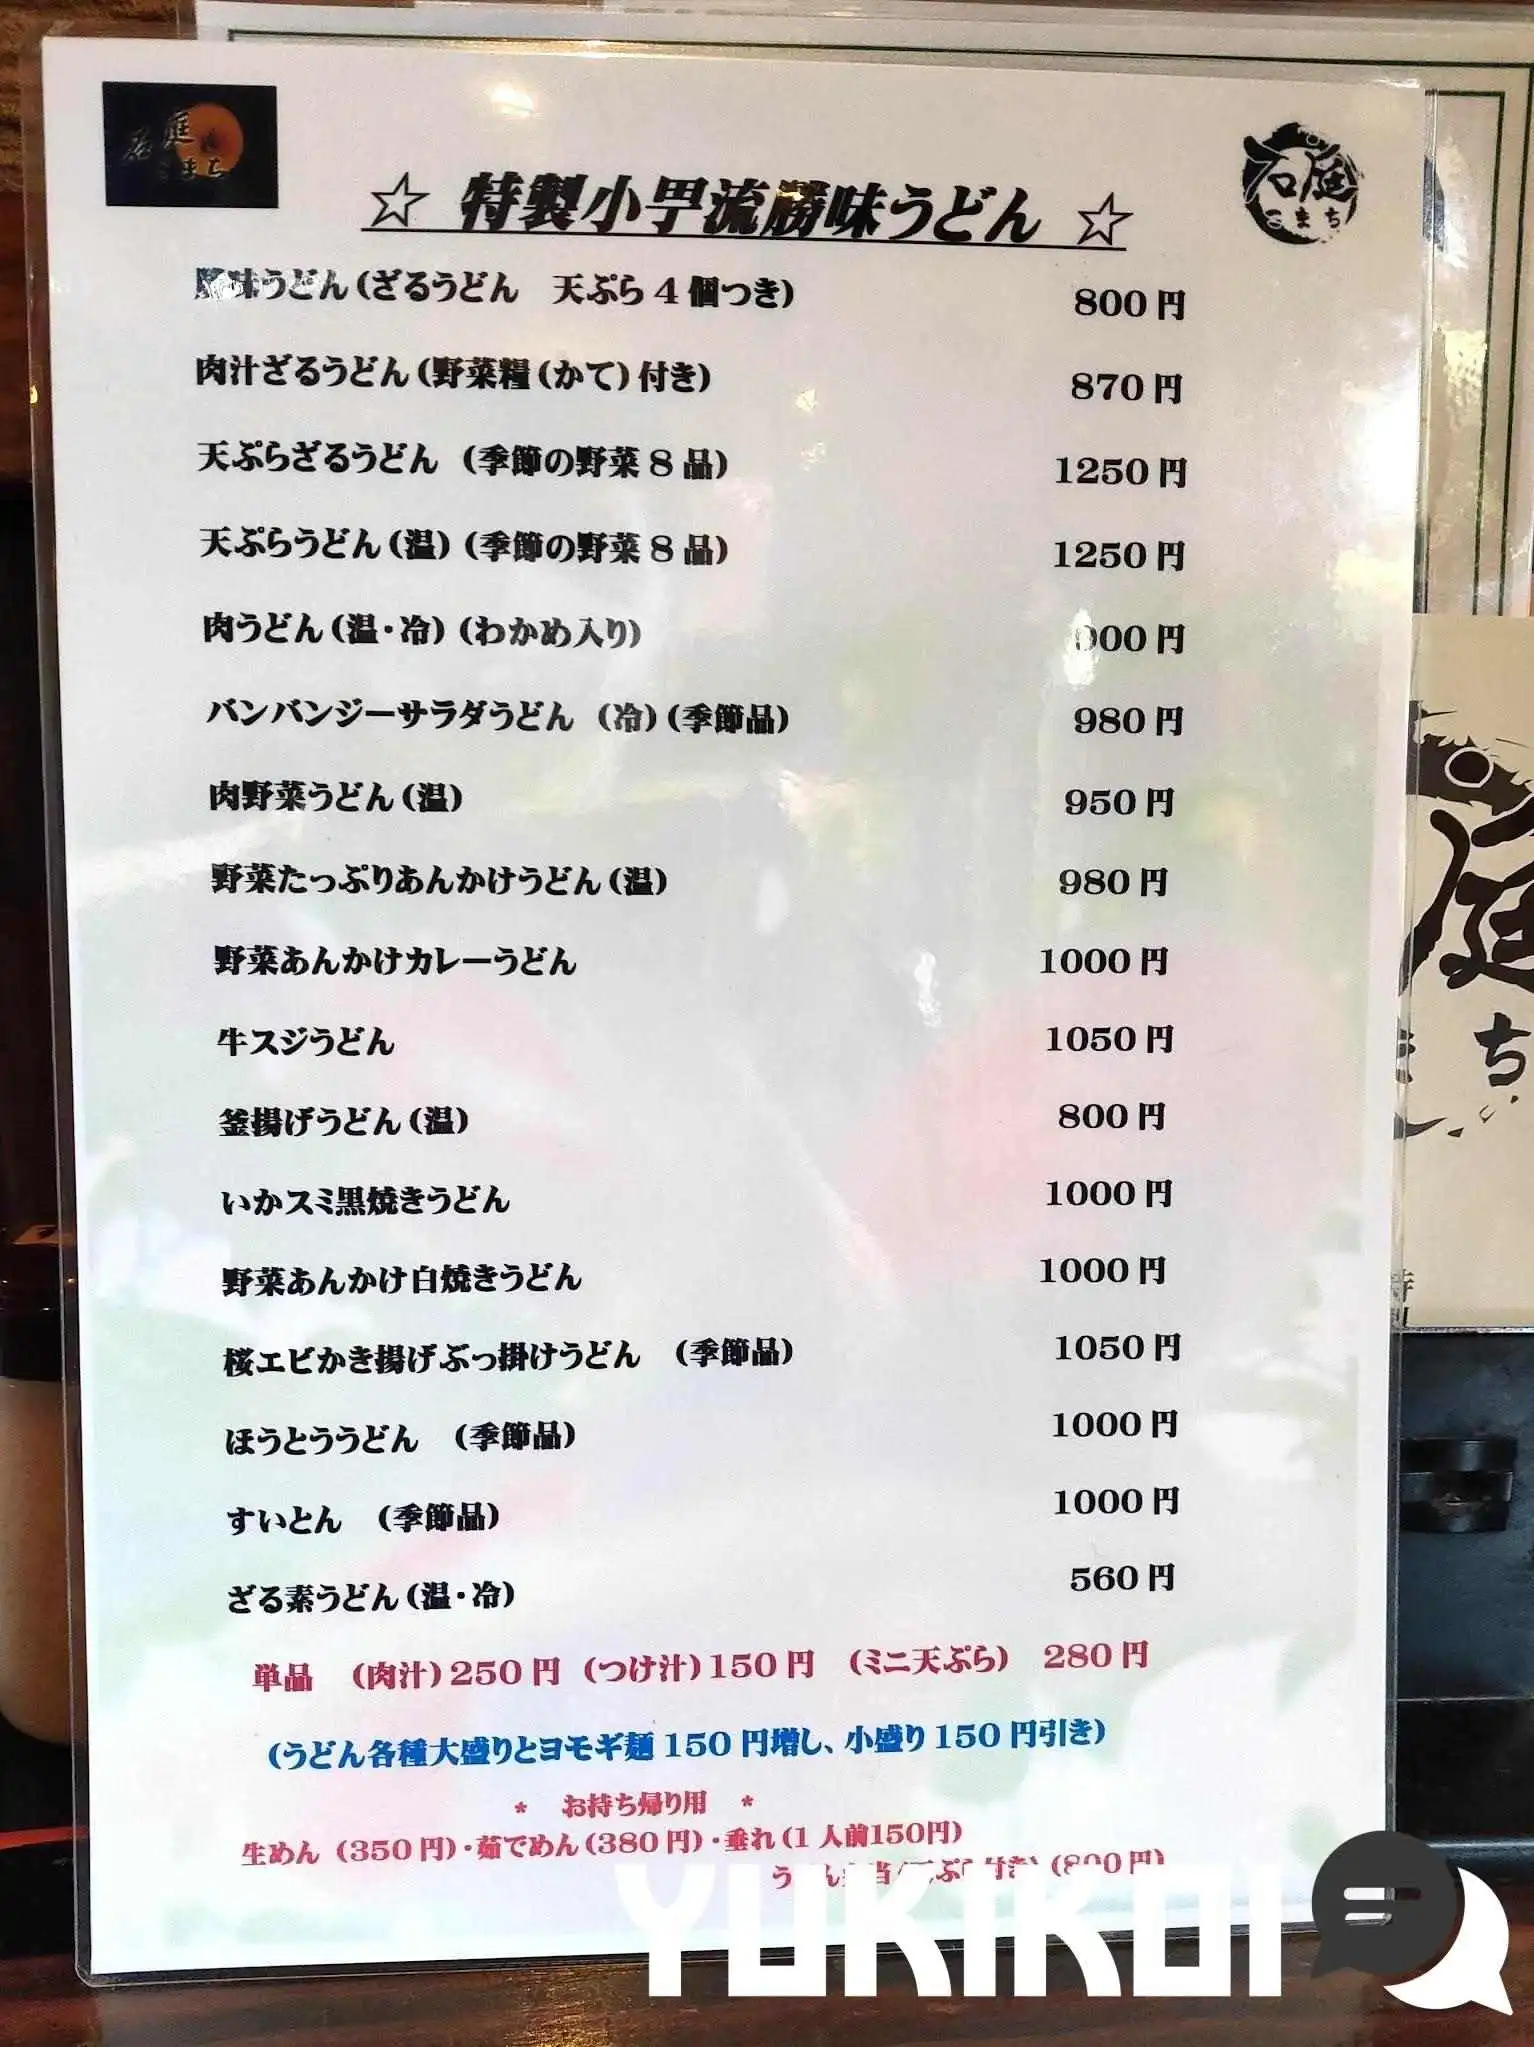 石庭
こまち
☆ 特製小平流勝味うどん ☆
石庭
こまち
味うどん(ざるうどん 天ぷら4個つき) 800円
肉汁ざるうどん(野菜糧(かて)付き) 870円
天ぷらざるうどん (季節の野菜8品) 1250円
天ぷらうどん(温)(季節の野菜8品) 1250円
肉うどん(温・冷)(わかめ入り) 900円
バンバンジーサラダうどん (冷)(季節品) 980円
肉野菜うどん(温) 950円
野菜たっぷりあんかけうどん(温) 980円
野菜あんかけカレーうどん 1000円
牛スジうどん 1050円
釜揚げうどん(温) 800円
いかスミ黒焼きうどん 1000円
野菜あんかけ白焼きうどん 1000円
桜エビかき揚げぶっ掛けうどん (季節品) 1050円
ほうとううどん (季節品) 1000円
すいとん (季節品) 1000円
ざる素うどん(温・冷) 560円
単品 (肉汁)250円 (つけ汁)150円 (ミニ天ぷら) 280円
(うどん各種大盛りとヨモギ麺150円増し、小盛り150円引き)
* お持ち帰り用 *
生めん (350円)・茹でめん(380円)・垂れ(1人前150円)
庭
ち
YUKIKOI